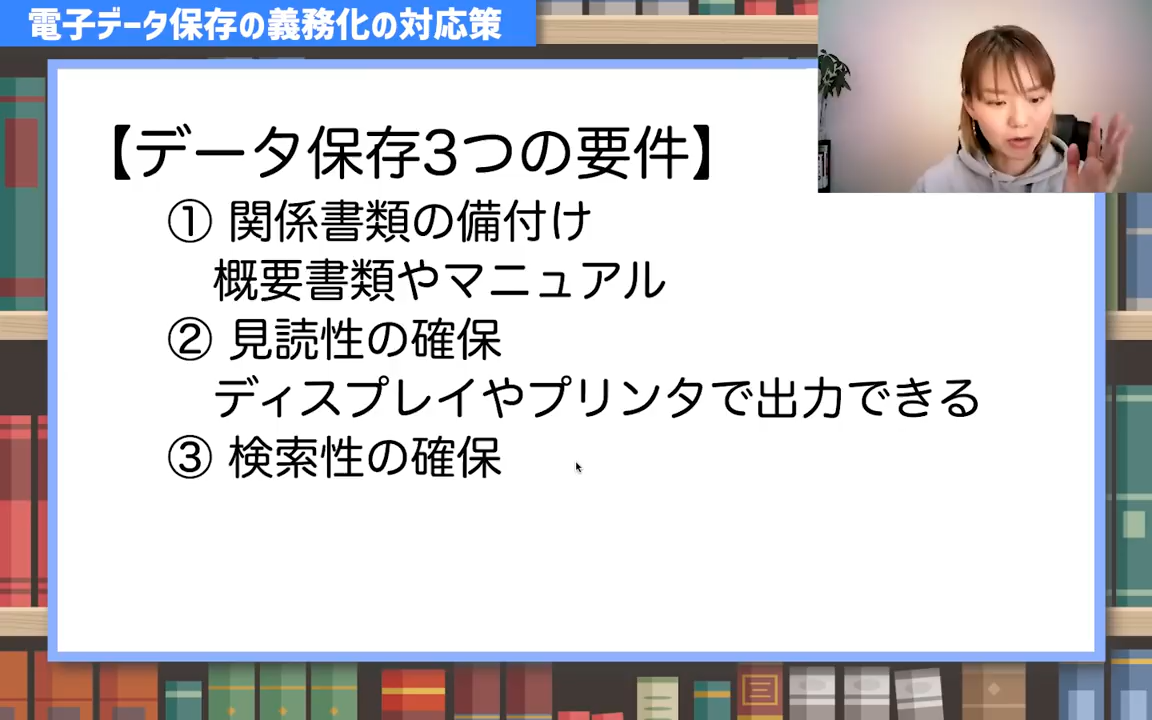 電子データ保存の義務化の対応策
【データ保存3つの要件】
① 関係書類の備付け
概要書類やマニュアル
② 見読性の確保
ディスプレイやプリンタで出力できる
③ 検索性の確保